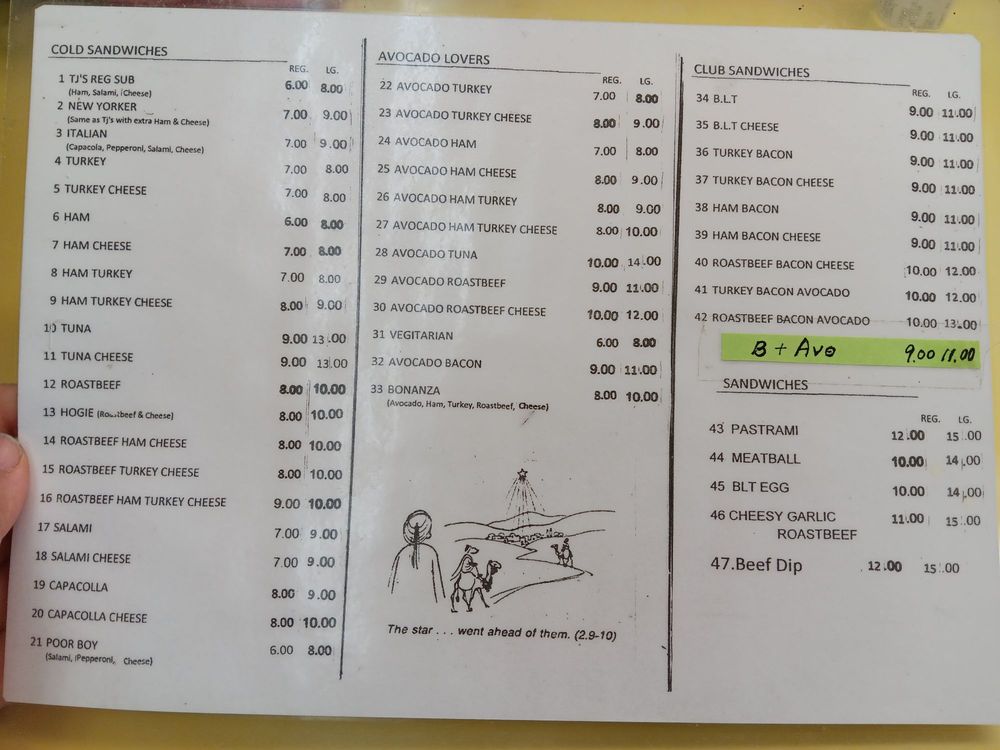 COLD SANDWICHES
REG. LG.
1 TJ'S REG SUB 6.00 8.00
(Ham, Salami, Cheese)
2 NEW YORKER 7.00 9.00
(Same as Tj's with extra Ham & Cheese)
3 ITALIAN 7.00 9.00
(Capacola, Pepperoni, Salami, Cheese)
4 TURKEY 7.00 8.00
5 TURKEY CHEESE 7.00 8.00
6 HAM 6.00 8.00
7 HAM CHEESE 7.00 8.00
8 HAM TURKEY 7.00 8.00
9 HAM TURKEY CHEESE 8.00 9.00
10 TUNA 9.00 13.00
11 TUNA CHEESE 9.00 13.00
12 ROASTBEEF 8.00 10.00
13 HOGIE (Roastbeef & Cheese) 8.00 10.00
14 ROASTBEEF HAM CHEESE 8.00 10.00
15 ROASTBEEF TURKEY CHEESE 8.00 10.00
16 ROASTBEEF HAM TURKEY CHEESE 9.00 10.00
17 SALAMI 7.00 9.00
18 SALAMI CHEESE 7.00 9.00
19 CAPACOLLA 8.00 9.00
20 CAPACOLLA CHEESE 8.00 10.00
21 POOR BOY 6.00 8.00
(Salami, Pepperoni, Cheese)
AVOCADO LOVERS
REG. LG.
22 AVOCADO TURKEY 7.00 8.00
23 AVOCADO TURKEY CHEESE 8.00 9.00
24 AVOCADO HAM 7.00 8.00
25 AVOCADO HAM CHEESE 8.00 9.00
26 AVOCADO HAM TURKEY 8.00 9.00
27 AVOCADO HAM TURKEY CHEESE 8.00 10.00
28 AVOCADO TUNA 10.00 14.00
29 AVOCADO ROASTBEEF 9.00 11.00
30 AVOCADO ROASTBEEF CHEESE 10.00 12.00
31 VEGITARIAN 6.00 8.00
32 AVOCADO BACON 9.00 11.00
33 BONANZA 8.00 10.00
(Avocado, Ham, Turkey, Roastbeef, Cheese)
The star . . . went ahead of them. (2.9-10)
CLUB SANDWICHES
REG. LG.
34 B.L.T 9.00 11.00
35 B.L.T CHEESE 9.00 11.00
36 TURKEY BACON 9.00 11.00
37 TURKEY BACON CHEESE 9.00 11.00
38 HAM BACON 9.00 11.00
39 HAM BACON CHEESE 9.00 11.00
40 ROASTBEEF BACON CHEESE 10.00 12.00
41 TURKEY BACON AVOCADO 10.00 12.00
42 ROASTBEEF BACON AVOCADO 10.00 13.00
B + Avo 9.00 11.00
SANDWICHES
REG. LG.
43 PASTRAMI 12.00 15.00
44 MEATBALL 10.00 14.00
45 BLT EGG 10.00 14.00
46 CHEESY GARLIC 11.00 15.00
ROASTBEEF
47.Beef Dip 12.00 15.00